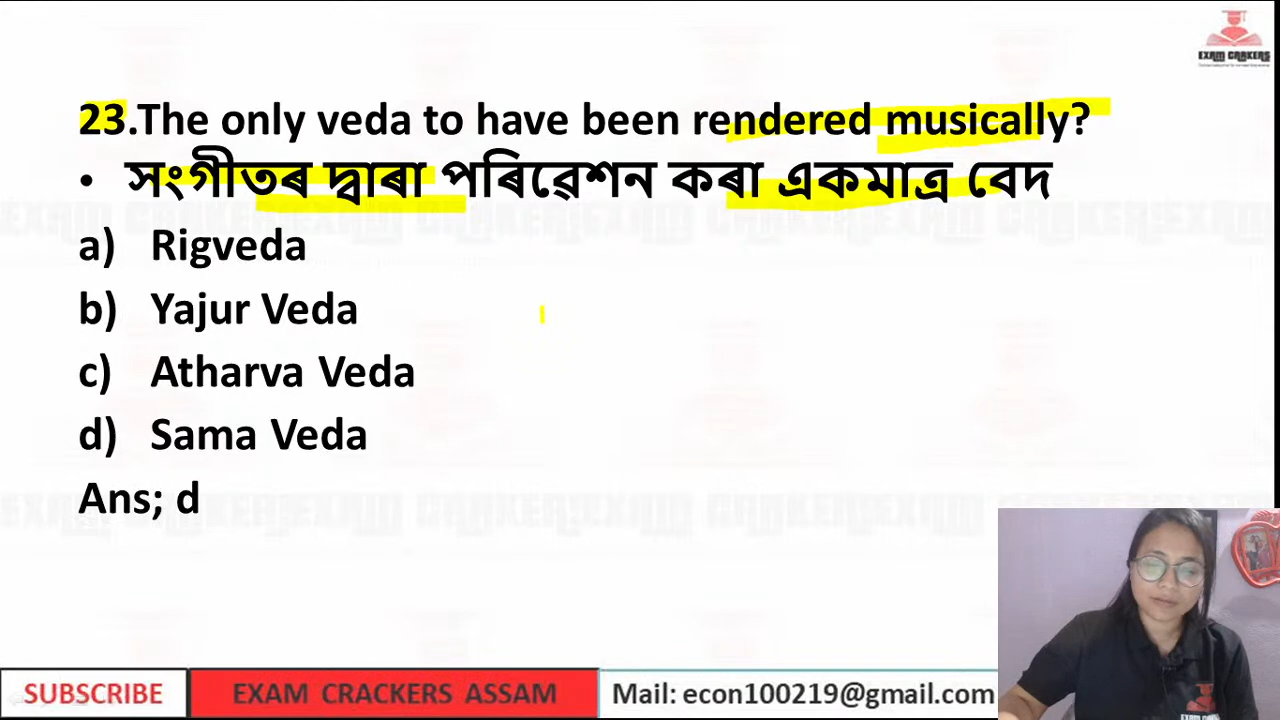 EXAM CRAKERS
23.The only veda to have been rendered musically?
• সংগীতৰ দ্বাৰা পৰিৱেশন কৰা একমাত্ৰ বেদ
a) Rigveda
b) Yajur Veda
c) Atharva Veda
d) Sama Veda
Ans; d
SUBSCRIBE
EXAM CRACKERS ASSAM
Mail: econ100219@gmail.com